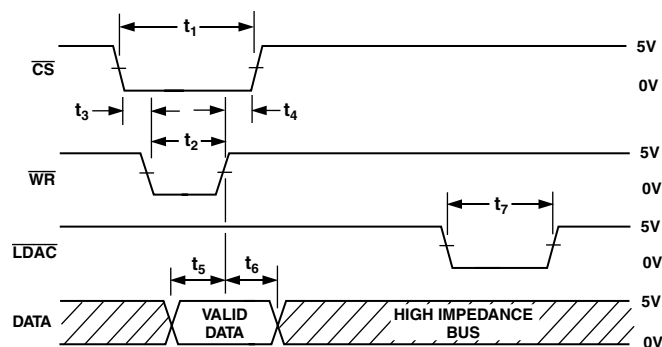 t1
5V
CS
0V
t3
t4
t2
5V
WR
0V
t7
5V
LDAC
0V
t5
t6
5V
DATA
VALID
DATA
HIGH IMPEDANCE
BUS
0V